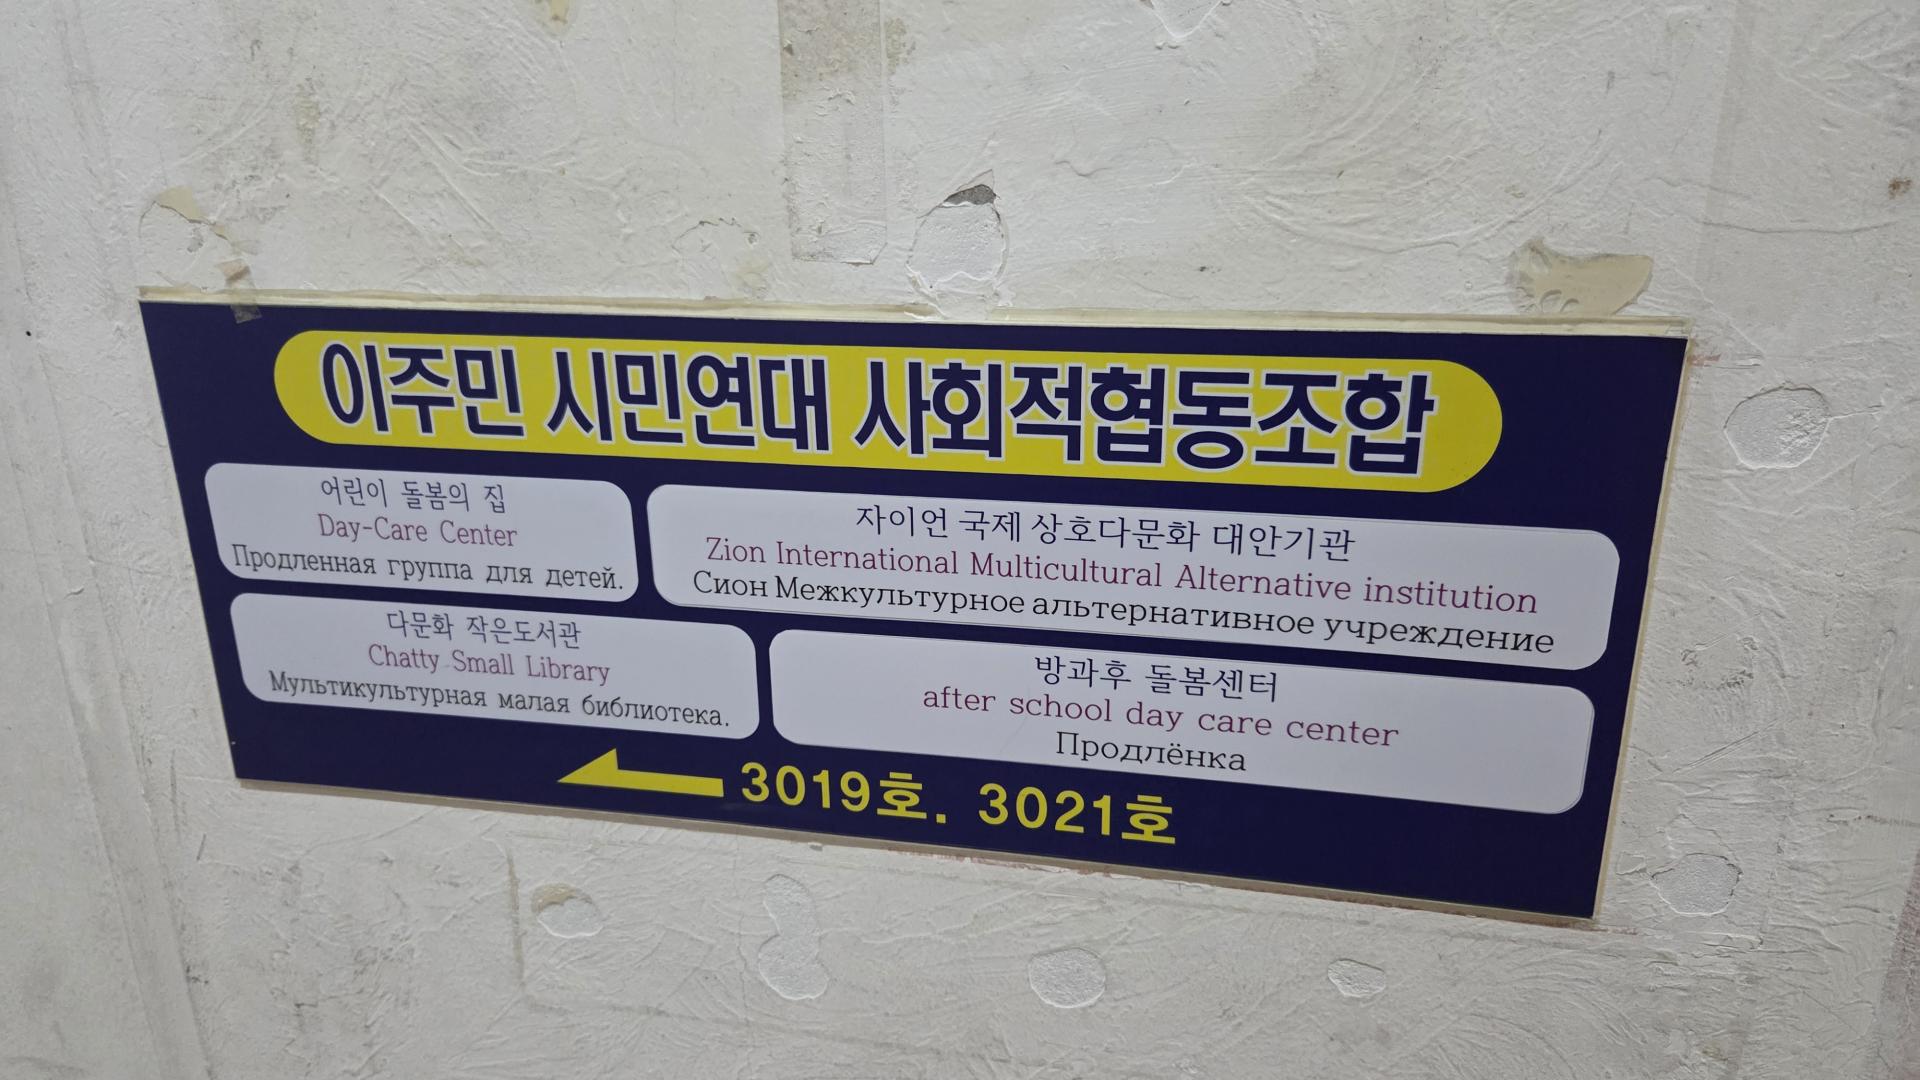 이주민 시민연대 사회적협동조합
어린이 돌봄의 집
Day-Care Center
Продленная группа для детей.
자이언 국제 상호다문화 대안기관
Zion International Multicultural Alternative institution
Сион Межкультурное альтернативное учреждение
다문화 작은도서관
Chatty Small Library
Мультикультурная малая библиотека.
방과후 돌봄센터
after school day care center
Продлёнка
3019호. 3021호